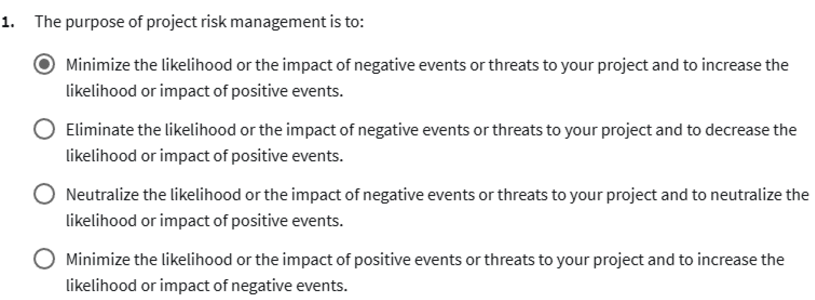 1. The purpose of project risk management is to:
Minimize the likelihood or the impact of negative events or threats to your project and to increase the
likelihood or impact of positive events.
Eliminate the likelihood or the impact of negative events or threats to your project and to decrease the
likelihood or impact of positive events.
Neutralize the likelihood or the impact of negative events or threats to your project and to neutralize the
likelihood or impact of positive events.
Minimize the likelihood or the impact of positive events or threats to your project and to increase the
likelihood or impact of negative events.